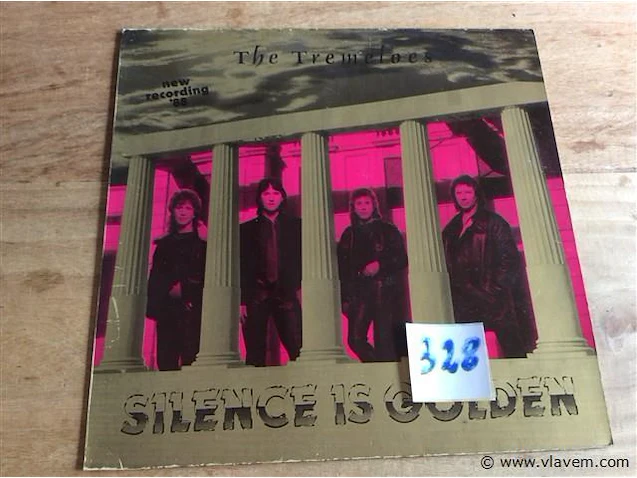 The Tremeloes
new
recording
'88
328
SILENCE IS GOLDEN
© www.vlavem.com